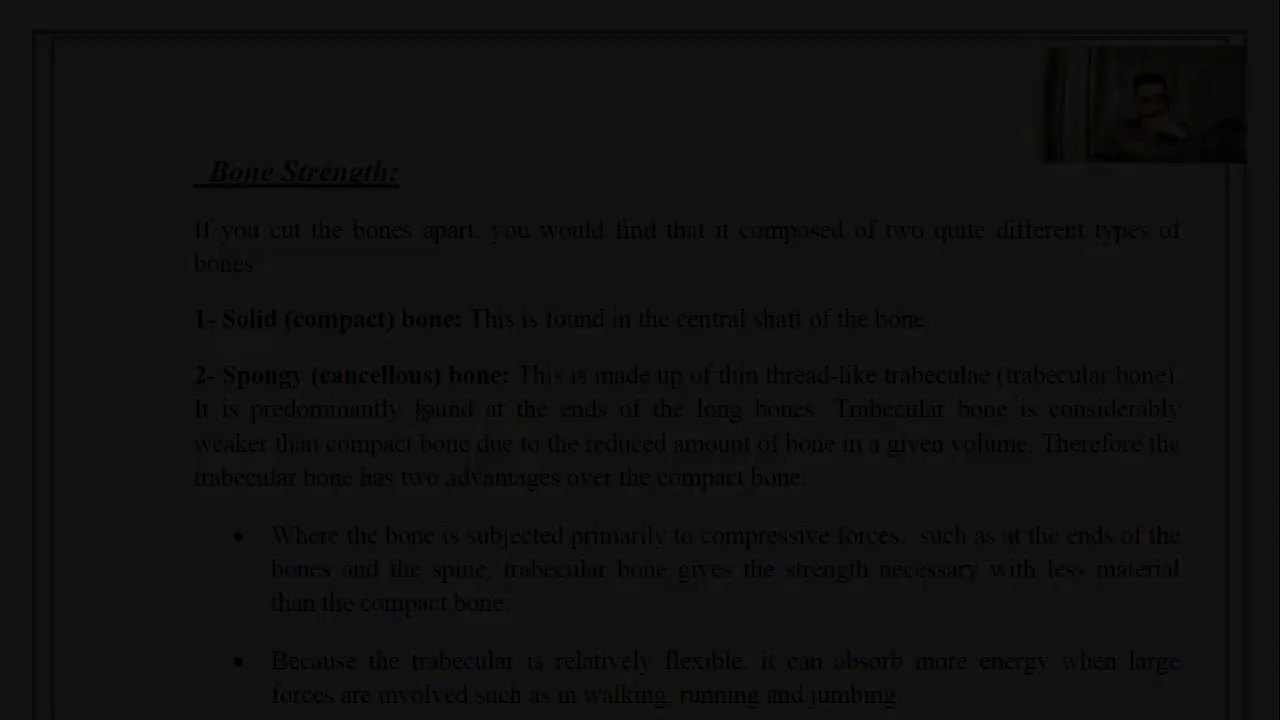 Bone Strength:
If you cut the bones apart, you would find that it composed of two quite different types of
bones.
1- Solid (compact) bone: This is found in the central shaft of the bone.
2- Spongy (cancellous) bone: This is made up of thin thread-like trabeculae (trabecular bone).
It is predominantly found at the ends of the long bones. Trabecular bone is considerably
weaker than compact bone due to the reduced amount of bone in a given volume. Therefore the
trabecular bone has two advantages over the compact bone:
• Where the bone is subjected primarily to compressive forces, such as at the ends of the
bones and the spine, trabecular bone gives the strength necessary with less material
than the compact bone.
• Because the trabecular is relatively flexible, it can absorb more energy when large
forces are involved such as in walking, running and jumbing.